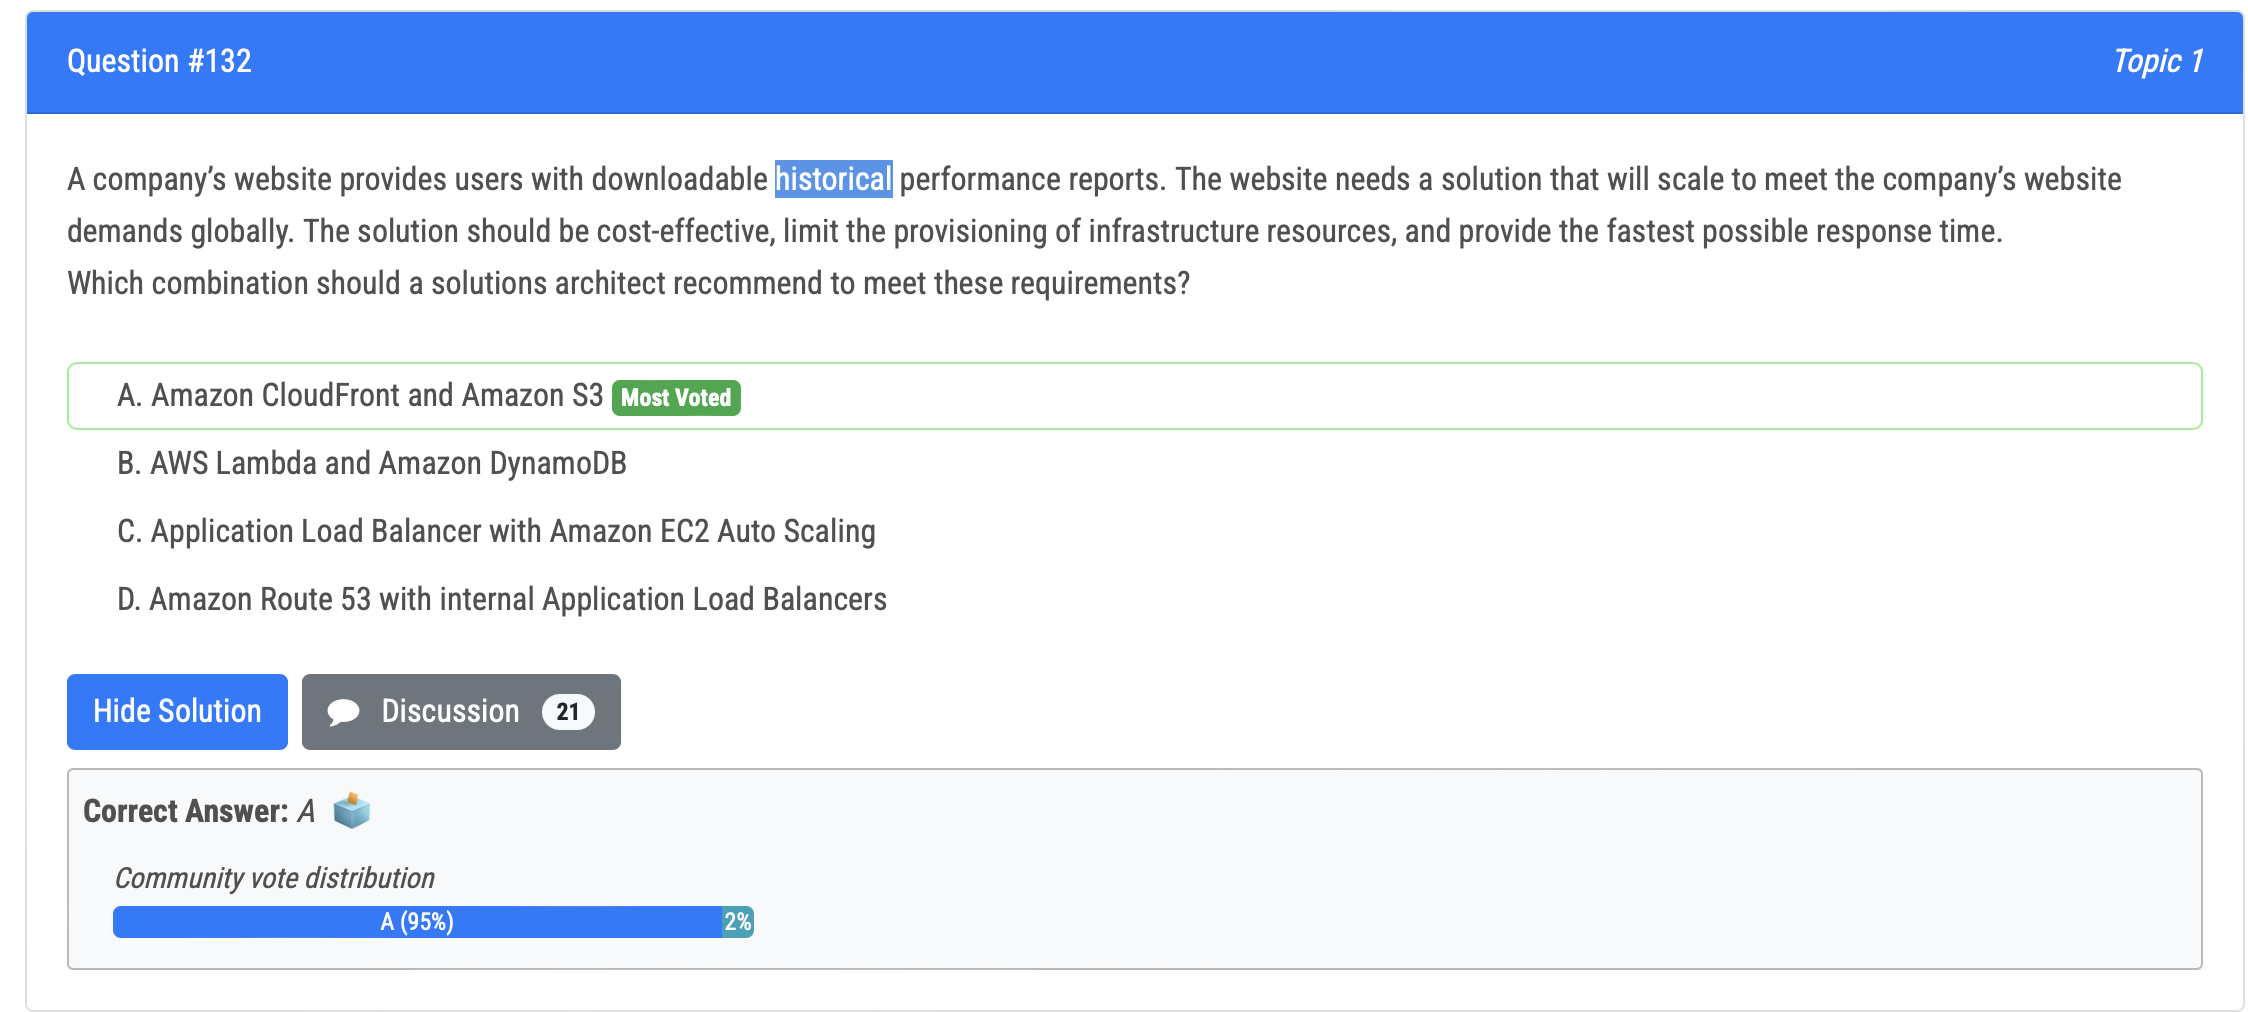 Question #132
Topic 1
A company’s website provides users with downloadable historical performance reports. The website needs a solution that will scale to meet the company’s website
demands globally. The solution should be cost-effective, limit the provisioning of infrastructure resources, and provide the fastest possible response time.
Which combination should a solutions architect recommend to meet these requirements?
A. Amazon CloudFront and Amazon S3 Most Voted
B. AWS Lambda and Amazon DynamoDB
C. Application Load Balancer with Amazon EC2 Auto Scaling
D. Amazon Route 53 with internal Application Load Balancers
Hide Solution
Discussion 21
Correct Answer: A
Community vote distribution
A (95%) 2%